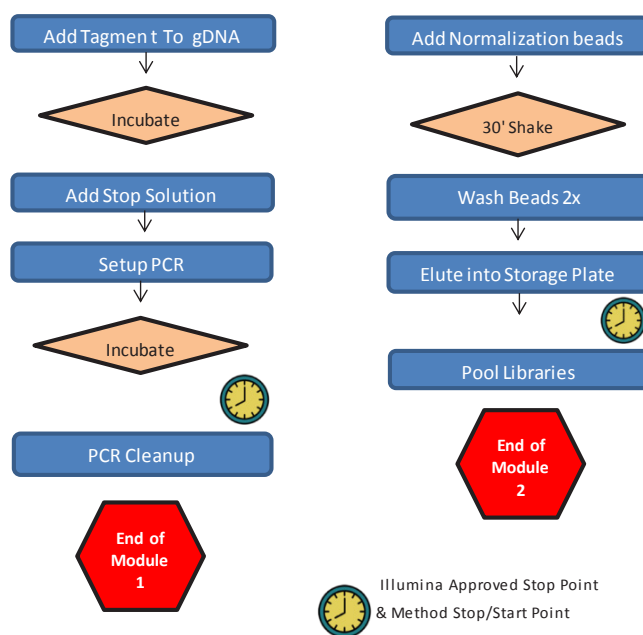 Add Tagment To gDNA
Incubate
Add Stop Solution
Setup PCR
Incubate
PCR Cleanup
End of
Module
1
Add Normalization beads
30' Shake
Wash Beads 2x
Elute into Storage Plate
Pool Libraries
End of
Module
2
Illumina Approved Stop Point
& Method Stop/Start Point